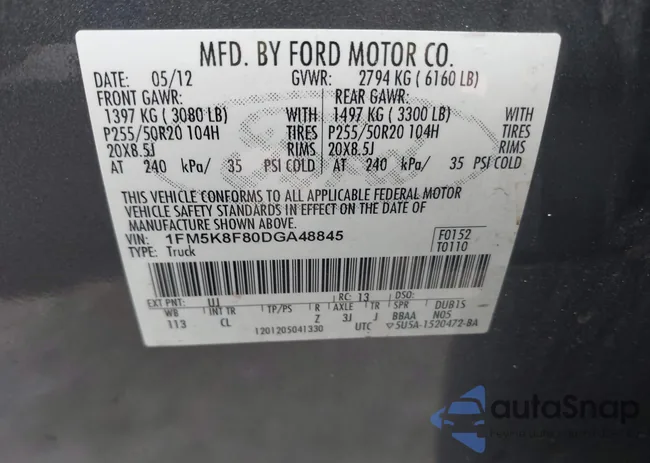 MFD. BY FORD MOTOR CO.
DATE: 05/12 GVWR: 2794 KG ( 6160 LB)
FRONT GAWR: REAR GAWR:
1397 KG ( 3080 LB) WITH 1497 KG ( 3300 LB) WITH
P255/50R20 104H TIRES P255/50R20 104H TIRES
20X8.5J RIMS 20X8.5J RIMS
AT 240 kPa/ 35 PSI COLD AT 240 kPa/ 35 PSI COLD
THIS VEHICLE CONFORMS TO ALL APPLICABLE FEDERAL MOTOR
VEHICLE SAFETY STANDARDS IN EFFECT ON THE DATE OF
MANUFACTURE SHOWN ABOVE.
VIN: 1FM5K8F80DGA48845 F0152
TYPE: Truck T0110
EXT PNT: UJ RC: 13 DSO:
WB INT TR TP/PS R AXLE TR SPR DUB1S
113 CL Z 3J J BBAA N05
1201205041330 UTC ▽5U5A-1520472-BA
autoSnap